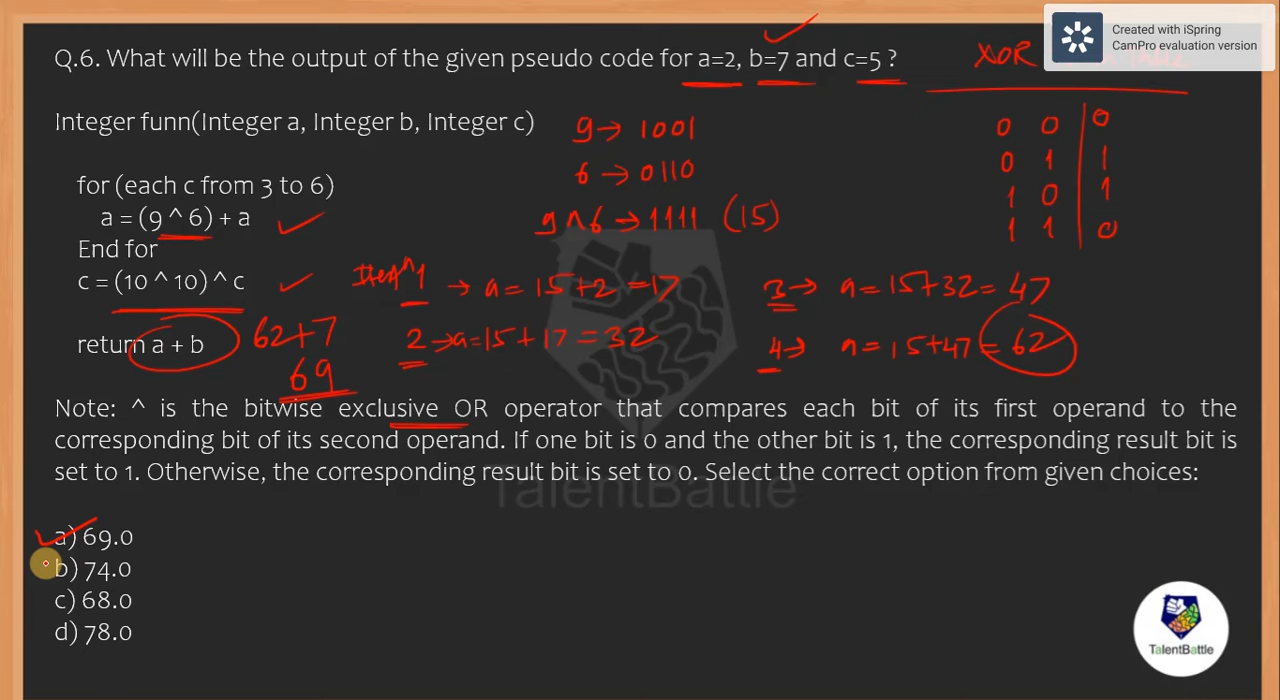 Created with iSpring
CamPro evaluation version
Q.6. What will be the output of the given pseudo code for a=2, b=7 and c=5 ?
XOR
Integer funn(Integer a, Integer b, Integer c)
9 → 1001
6 → 0110
9 ^ 6 → 1111 (15)
0 0 0
0 1 1
1 0 1
1 1 0
for (each c from 3 to 6)
a = (9 ^ 6) + a
End for
c = (10 ^ 10) ^ c
return a + b
62+7
69
1 → a = 15+2 = 17
2 → a = 15+17 = 32
3 → a = 15+32 = 47
4 → a = 15+47 = 62
Note: ^ is the bitwise exclusive OR operator that compares each bit of its first operand to the
corresponding bit of its second operand. If one bit is 0 and the other bit is 1, the corresponding result bit is
set to 1. Otherwise, the corresponding result bit is set to 0. Select the correct option from given choices:
TalentBattle
a) 69.0
b) 74.0
c) 68.0
d) 78.0
TalentBattle